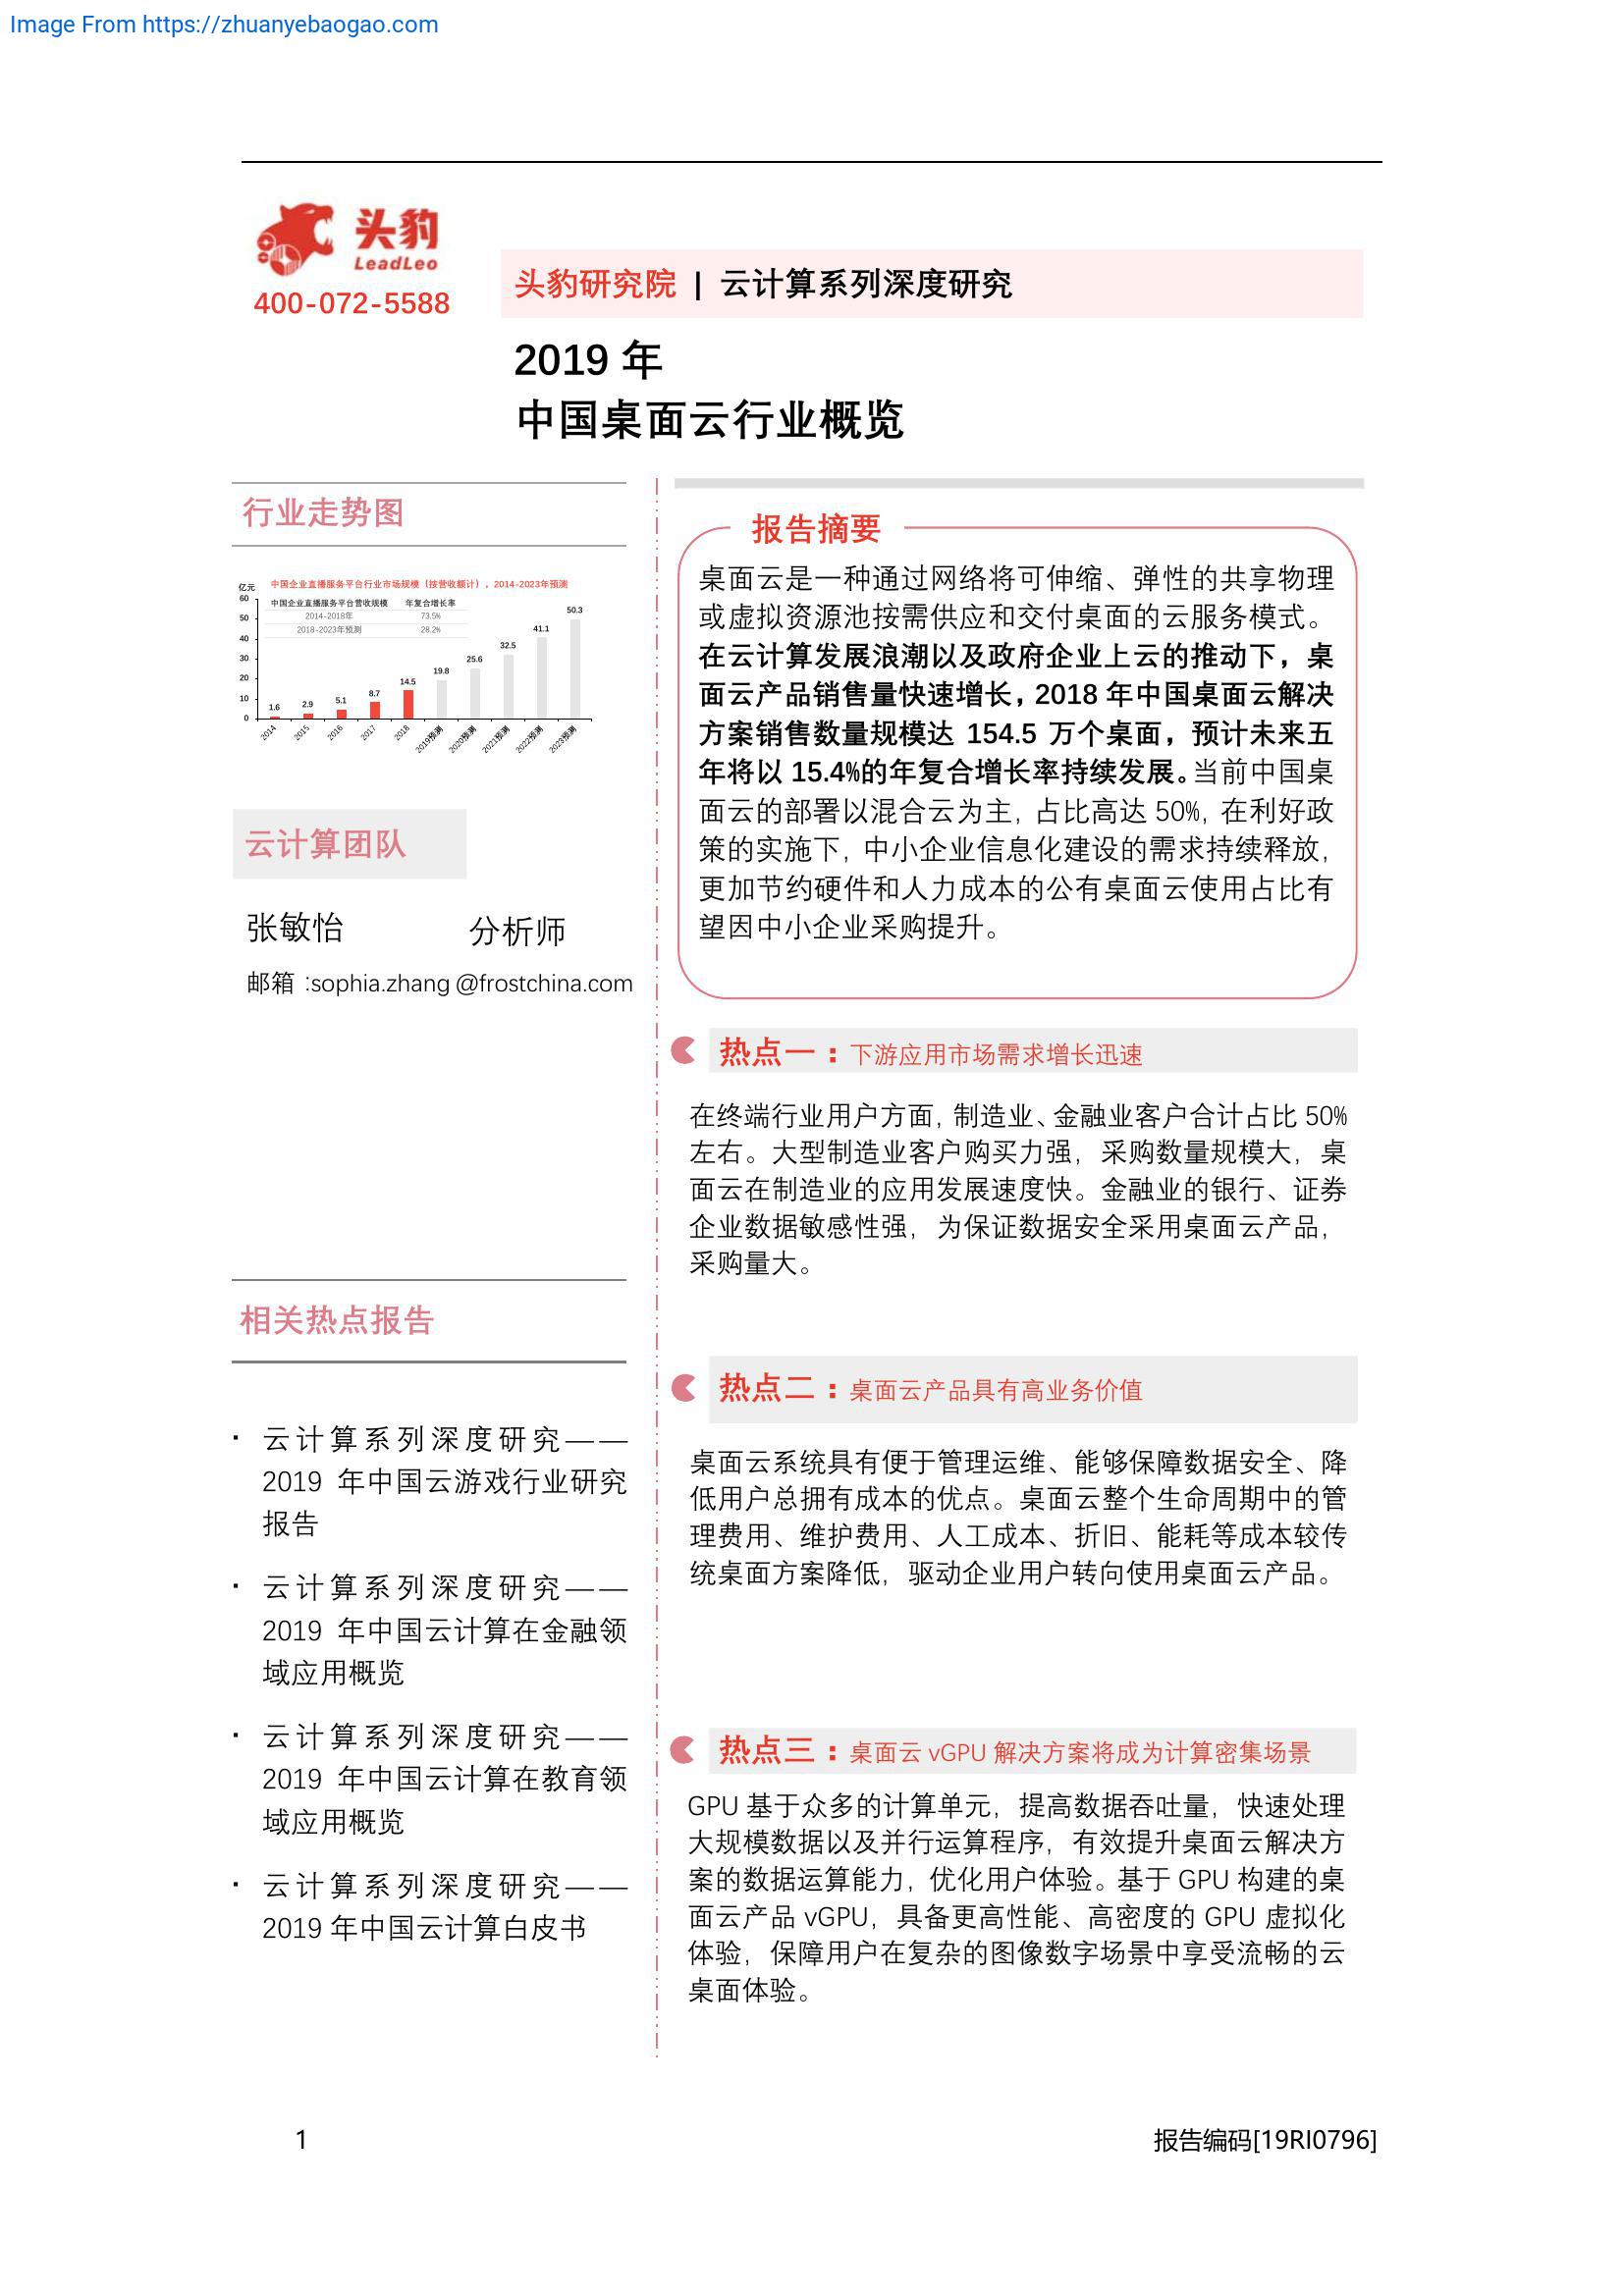 Image From https://zhuanyebaogao.com
头豹
LeadLeo
400-072-5588
头豹研究院 | 云计算系列深度研究
2019 年
中国桌面云行业概览
行业走势图
亿元
中国企业直播服务平台行业市场规模（按营收额计），2014-2023年预测
中国企业直播服务平台营收规模 年复合增长率
2014-2018年 73.5%
2018-2023年预测 28.2%
60
50
40
30
20
10
0
1.6
2.9
5.1
8.7
14.5
19.8
25.6
32.5
41.1
50.3
2014
2015
2016
2017
2018
2019预测
2020预测
2021预测
2022预测
2023预测
云计算团队
张敏怡 分析师
邮箱 :sophia.zhang @frostchina.com
相关热点报告
· 云计算系列深度研究——
2019 年中国云游戏行业研究
报告
· 云计算系列深度研究——
2019 年中国云计算在金融领
域应用概览
· 云计算系列深度研究——
2019 年中国云计算在教育领
域应用概览
· 云计算系列深度研究——
2019 年中国云计算白皮书
报告摘要
桌面云是一种通过网络将可伸缩、弹性的共享物理
或虚拟资源池按需供应和交付桌面的云服务模式。
在云计算发展浪潮以及政府企业上云的推动下，桌
面云产品销售量快速增长，2018 年中国桌面云解决
方案销售数量规模达 154.5 万个桌面，预计未来五
年将以 15.4%的年复合增长率持续发展。当前中国桌
面云的部署以混合云为主，占比高达 50%，在利好政
策的实施下，中小企业信息化建设的需求持续释放，
更加节约硬件和人力成本的公有桌面云使用占比有
望因中小企业采购提升。
热点一：下游应用市场需求增长迅速
在终端行业用户方面，制造业、金融业客户合计占比 50%
左右。大型制造业客户购买力强，采购数量规模大，桌
面云在制造业的应用发展速度快。金融业的银行、证券
企业数据敏感性强，为保证数据安全采用桌面云产品，
采购量大。
热点二：桌面云产品具有高业务价值
桌面云系统具有便于管理运维、能够保障数据安全、降
低用户总拥有成本的优点。桌面云整个生命周期中的管
理费用、维护费用、人工成本、折旧、能耗等成本较传
统桌面方案降低，驱动企业用户转向使用桌面云产品。
热点三：桌面云 vGPU 解决方案将成为计算密集场景
GPU 基于众多的计算单元，提高数据吞吐量，快速处理
大规模数据以及并行运算程序，有效提升桌面云解决方
案的数据运算能力，优化用户体验。基于 GPU 构建的桌
面云产品 vGPU，具备更高性能、高密度的 GPU 虚拟化
体验，保障用户在复杂的图像数字场景中享受流畅的云
桌面体验。
1
报告编码[19RI0796]